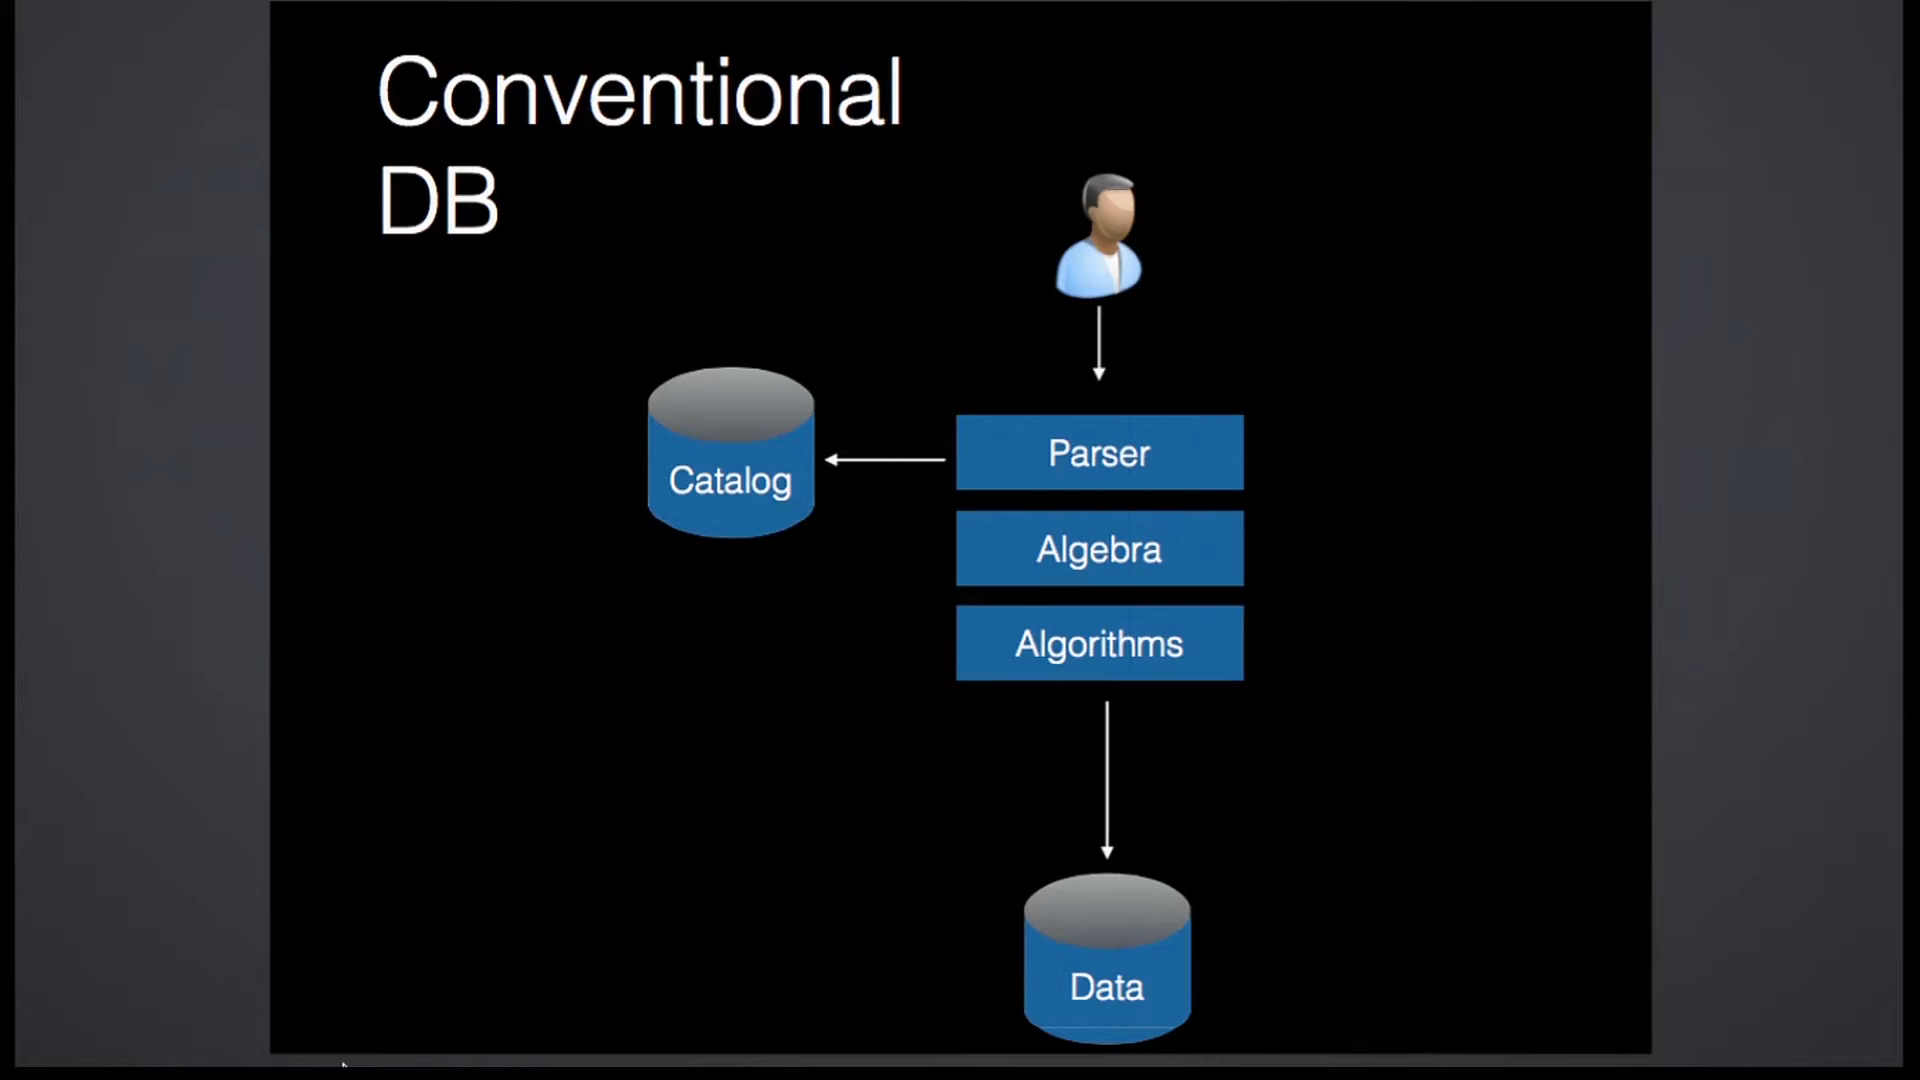 Conventional
DB
Parser
Catalog
Algebra
Algorithms
Data